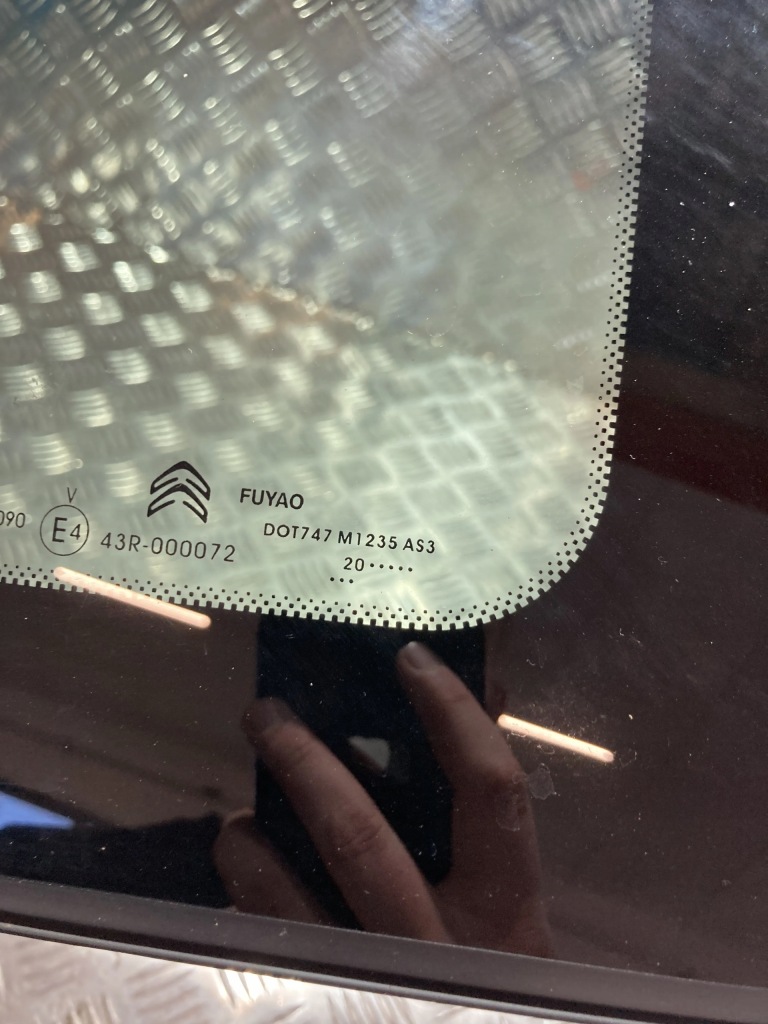 V
090 E4 43R-000072
FUYAO
DOT747 M1235 AS3
20·····
···